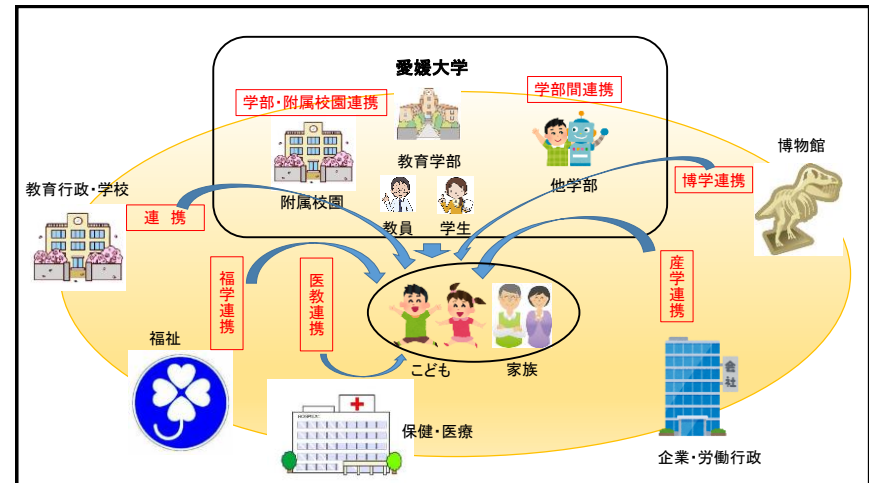 愛媛大学
学部・附属校園連携
学部間連携
教育学部
附属校園
他学部
教員
学生
博物館
博学連携
教育行政・学校
連 携
福学連携
医教連携
産学連携
福祉
こども
家族
HOSPITAL
保健・医療
会社
企業・労働行政